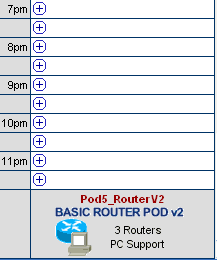 7pm
8pm
9pm
10pm
11pm
Pod5_RouterV2
BASIC ROUTER POD v2
3 Routers
PC Support